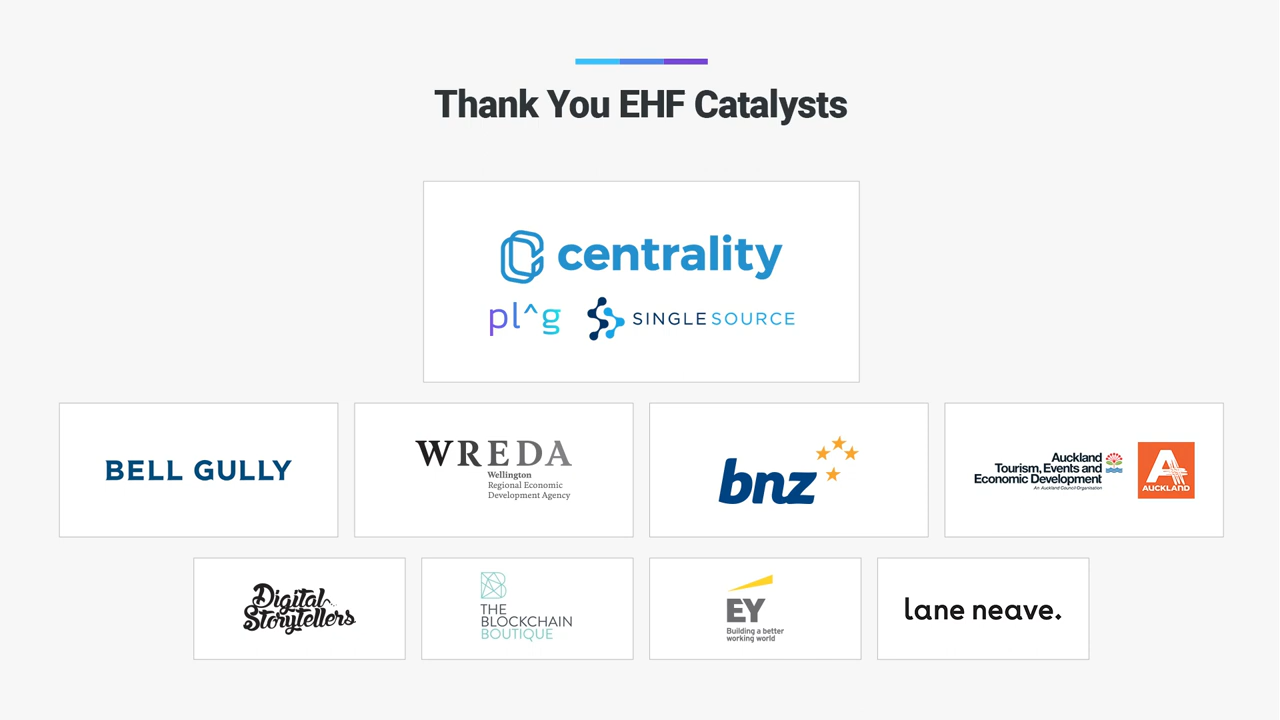 Thank You EHF Catalysts
centrality
pl^g
SINGLESOURCE
BELL GULLY
WREDA
Wellington
Regional Economic
Development Agency
bnz
Auckland
Tourism, Events and
Economic Development
An Auckland Council Organisation
AUCKLAND
Digital
Storytellers
THE
BLOCKCHAIN
BOUTIQUE
EY
Building a better
working world
lane neave.